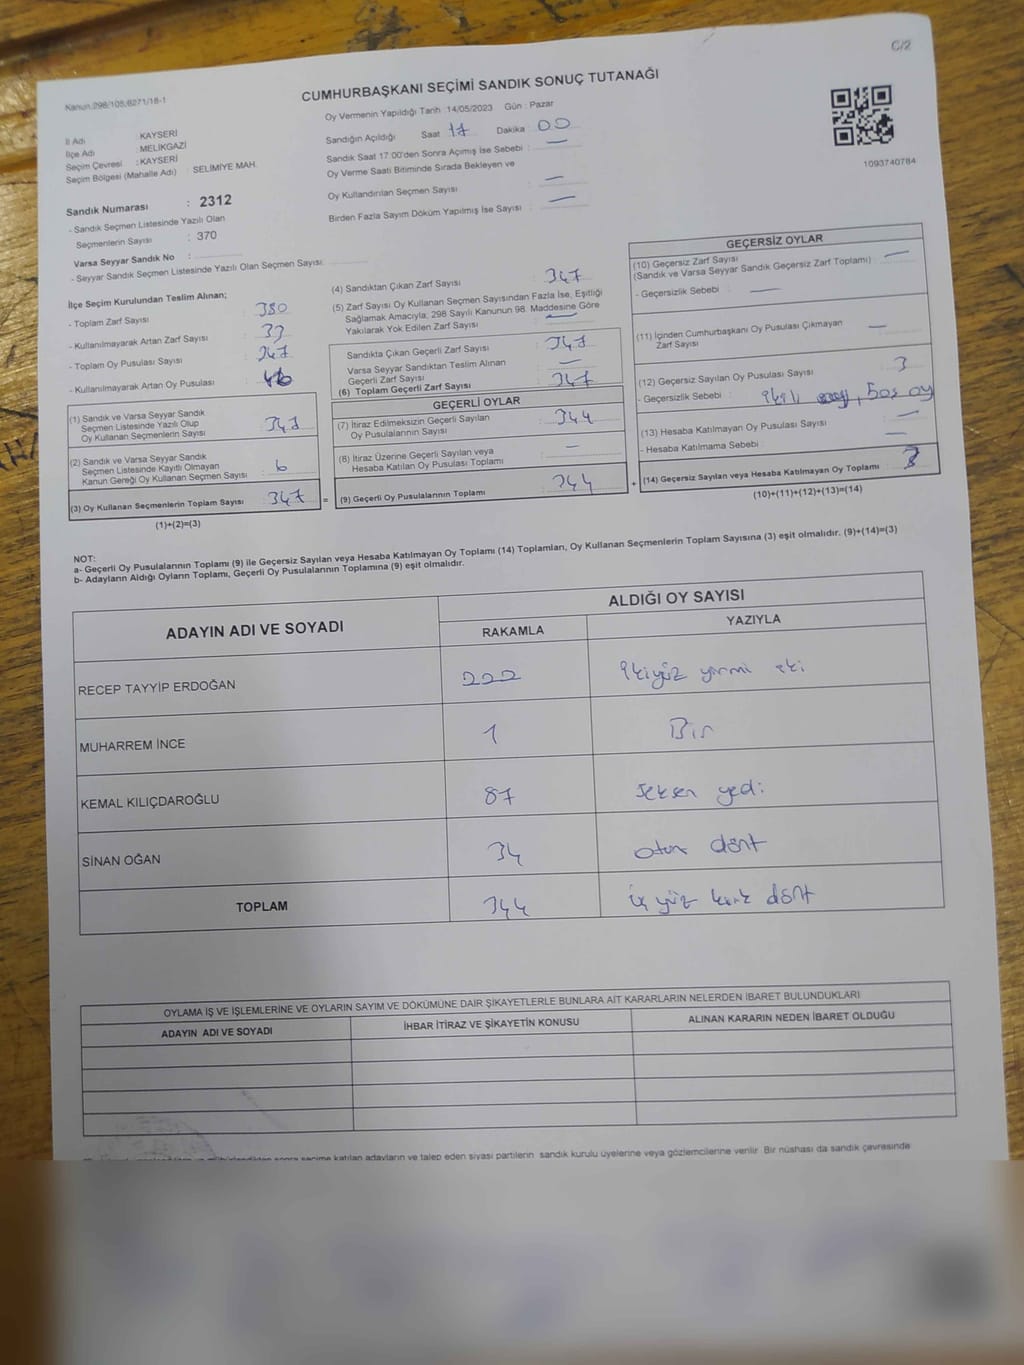 C/2
Kanun:298/105,6271/18-1
CUMHURBAŞKANI SEÇİMİ SANDIK SONUÇ TUTANAĞI
Oy Vermenin Yapıldığı Tarih :14/05/2023 Gün : Pazar
İl Adı : KAYSERİ
İlçe Adı : MELİKGAZİ
Seçim Çevresi : KAYSERİ
Seçim Bölgesi (Mahalle Adı) : SELİMİYE MAH.
Sandığın Açıldığı Saat 17 Dakika 00
Sandık Saat 17:00'den Sonra Açımış İse Sebebi : —
Oy Verme Saati Bitiminde Sırada Bekleyen ve
Oy Kullandırılan Seçmen Sayısı —
Birden Fazla Sayım Döküm Yapılmış İse Sayısı : —
1093740784
Sandık Numarası : 2312
- Sandık Seçmen Listesinde Yazılı Olan
Seçmenlerin Sayısı : 370
Varsa Seyyar Sandık No :
- Seyyar Sandık Seçmen Listesinde Yazılı Olan Seçmen Sayısı:
İlçe Seçim Kurulundan Teslim Alınan;
- Toplam Zarf Sayısı : 380
- Kullanılmayarak Artan Zarf Sayısı :
- Toplam Oy Pusulası Sayısı :
- Kullanılmayarak Artan Oy Pusulası :
(1) Sandık ve Varsa Seyyar Sandık
Seçmen Listesinde Yazılı Olup
Oy Kullanan Seçmenlerin Sayısı :
(2) Sandık ve Varsa Seyyar Sandık
Seçmen Listesinde Kayıtlı Olmayan
Kanun Gereği Oy Kullanan Seçmen Sayısı : 6
(3) Oy Kullanan Seçmenlerin Toplam Sayısı 347 =
(1)+(2)=(3)
(4) Sandıktan Çıkan Zarf Sayısı : 347
(5) Zarf Sayısı Oy Kullanan Seçmen Sayısından Fazla İse, Eşitliği
Sağlamak Amacıyla, 298 Sayılı Kanunun 98. Maddesine Göre
Yakılarak Yok Edilen Zarf Sayısı : —
Sandıkta Çıkan Geçerli Zarf Sayısı : 347
Varsa Seyyar Sandıktan Teslim Alınan
Geçerli Zarf Sayısı : —
(6) Toplam Geçerli Zarf Sayısı : 347
GEÇERLİ OYLAR
(7) İtiraz Edilmeksizin Geçerli Sayılan
Oy Pusulalarının Sayısı : 344
(8) İtiraz Üzerine Geçerli Sayılan veya
Hesaba Katılan Oy Pusulası Toplamı : —
(9) Geçerli Oy Pusulalarının Toplamı : 344 +
GEÇERSİZ OYLAR
(10) Geçersiz Zarf Sayısı
(Sandık ve Varsa Seyyar Sandık Geçersiz Zarf Toplamı) : —
- Geçersizlik Sebebi : —
(11) İçinden Cumhurbaşkanı Oy Pusulası Çıkmayan
Zarf Sayısı : —
(12) Geçersiz Sayılan Oy Pusulası Sayısı : 3
- Geçersizlik Sebebi : oy
(13) Hesaba Katılmayan Oy Pusulası Sayısı : —
- Hesaba Katılmama Sebebi : —
(14) Geçersiz Sayılan veya Hesaba Katılmayan Oy Toplamı : 3
(10)+(11)+(12)+(13)=(14)
NOT:
a- Geçerli Oy Pusulalarının Toplamı (9) ile Geçersiz Sayılan veya Hesaba Katılmayan Oy Toplamı (14) Toplamları, Oy Kullanan Seçmenlerin Toplam Sayısına (3) eşit olmalıdır. (9)+(14)=(3)
b- Adayların Aldığı Oyların Toplamı, Geçerli Oy Pusulalarının Toplamına (9) eşit olmalıdır.
ADAYIN ADI VE SOYADI
ALDIĞI OY SAYISI
RAKAMLA YAZIYLA
RECEP TAYYİP ERDOĞAN 222 ikiyüz yirmi iki
MUHARREM İNCE 1 Bir
KEMAL KILIÇDAROĞLU 87 seksen yedi
SİNAN OĞAN 34 otuz dört
TOPLAM 344 üç yüz kırk dört
OYLAMA İŞ VE İŞLEMLERİNE VE OYLARIN SAYIM VE DÖKÜMÜNE DAİR ŞİKAYETLERLE BUNLARA AİT KARARLARIN NELERDEN İBARET BULUNDUKLARI
ADAYIN ADI VE SOYADI İHBAR İTİRAZ VE ŞİKAYETİN KONUSU ALINAN KARARIN NEDEN İBARET OLDUĞU
sonra seçime katılan adayların ve talep eden siyasi partilerin sandık kurulu üyelerine veya gözlemcilerine verilir. Bir nüshası da sandık çevresinde